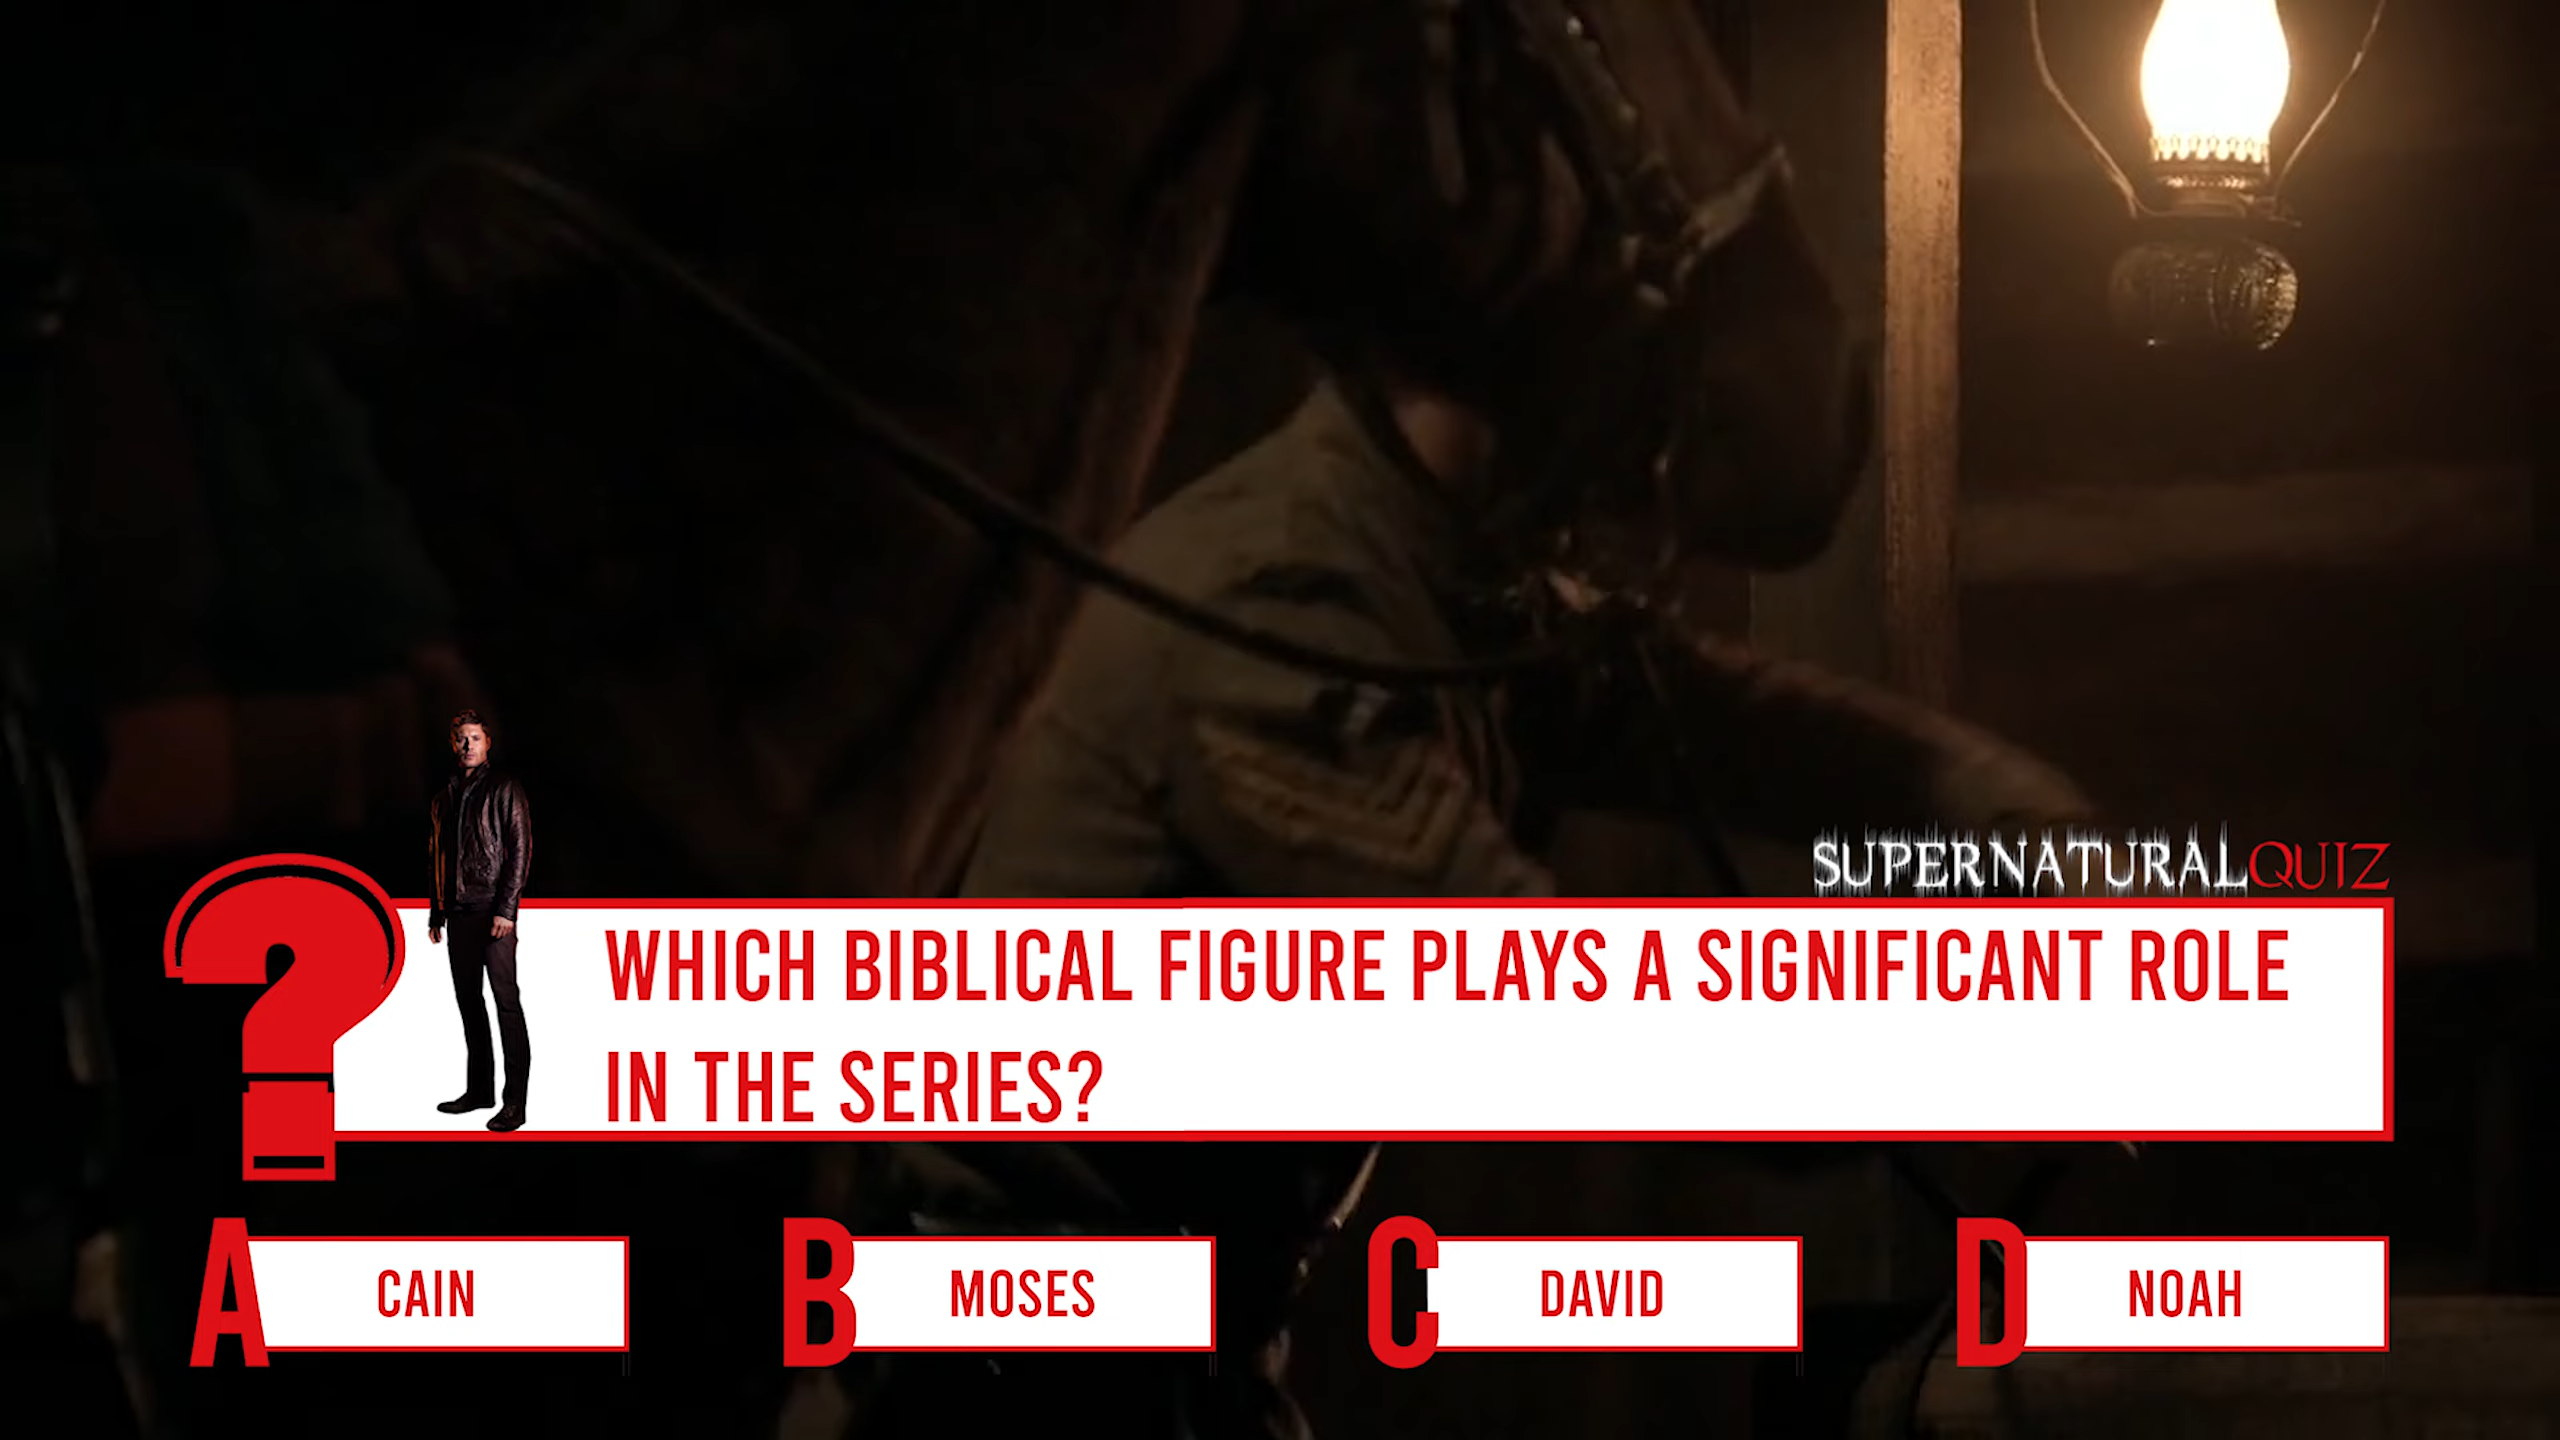 SUPERNATURALQUIZ
?
WHICH BIBLICAL FIGURE PLAYS A SIGNIFICANT ROLE
IN THE SERIES?
A CAIN
B MOSES
C DAVID
D NOAH